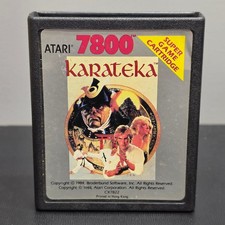 ATARI 7800
SUPER
GAME
CARTRIDGE
KARATEKA
Copyright © 1984, Broderbund Software, Inc. All Rights Reserved.
Copyright © 1988, Atari Corporation. All Rights Reserved.
CX7822
Printed in Hong Kong